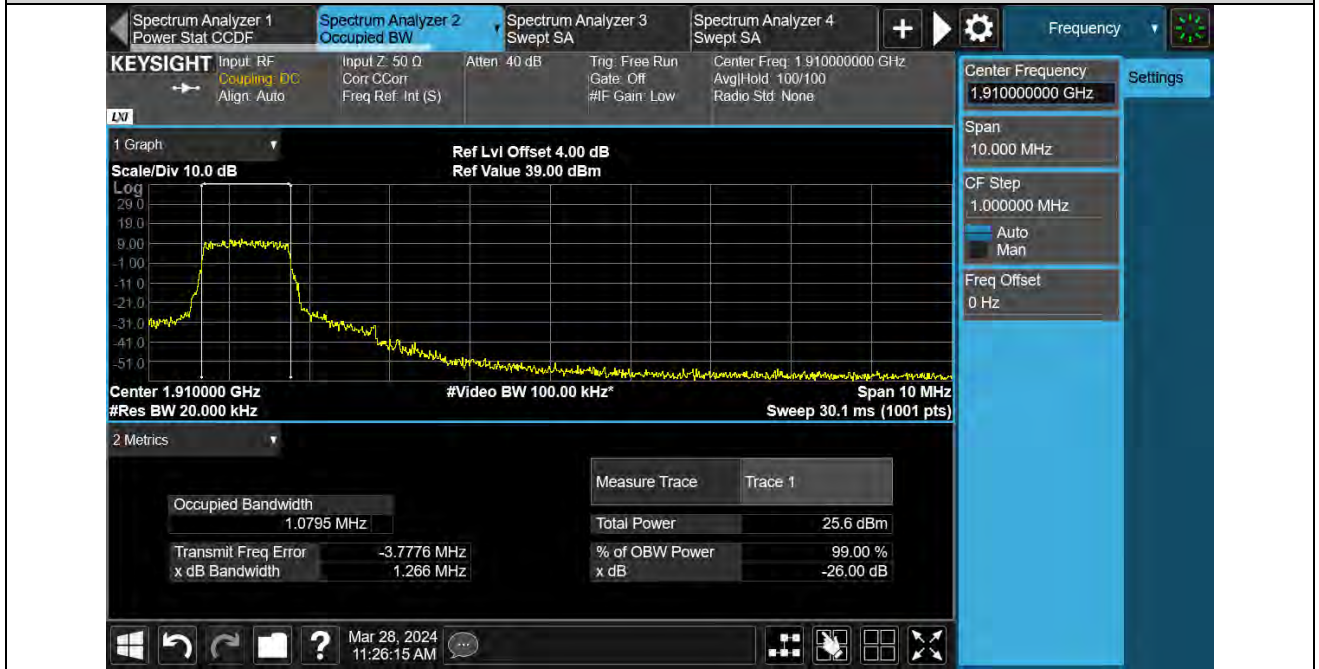 Spectrum Analyzer 1
Power Stat CCDF
Spectrum Analyzer 2
Occupied BW
Spectrum Analyzer 3
Swept SA
Spectrum Analyzer 4
Swept SA
+
Frequency
KEYSIGHT
Input: RF
Coupling: DC
Align: Auto
Input Z: 50 Ω
Corr CCorr
Freq Ref: Int (S)
Atten: 40 dB
Trig: Free Run
Gate: Off
#IF Gain: Low
Center Freq: 1.910000000 GHz
Avg|Hold: 100/100
Radio Std: None
LXI
Center Frequency
1.910000000 GHz
Settings
Span
10.000 MHz
CF Step
1.000000 MHz
Auto
Man
Freq Offset
0 Hz
1 Graph
Scale/Div 10.0 dB
Ref Lvl Offset 4.00 dB
Ref Value 39.00 dBm
Log
29.0
19.0
9.00
-1.00
-11.0
-21.0
-31.0
-41.0
-51.0
Center 1.910000 GHz
#Video BW 100.00 kHz*
Span 10 MHz
#Res BW 20.000 kHz
Sweep 30.1 ms (1001 pts)
2 Metrics
Measure Trace Trace 1
Occupied Bandwidth
1.0795 MHz
Total Power 25.6 dBm
Transmit Freq Error -3.7776 MHz
% of OBW Power 99.00 %
x dB Bandwidth 1.266 MHz
x dB -26.00 dB
?
Mar 28, 2024
11:26:15 AM